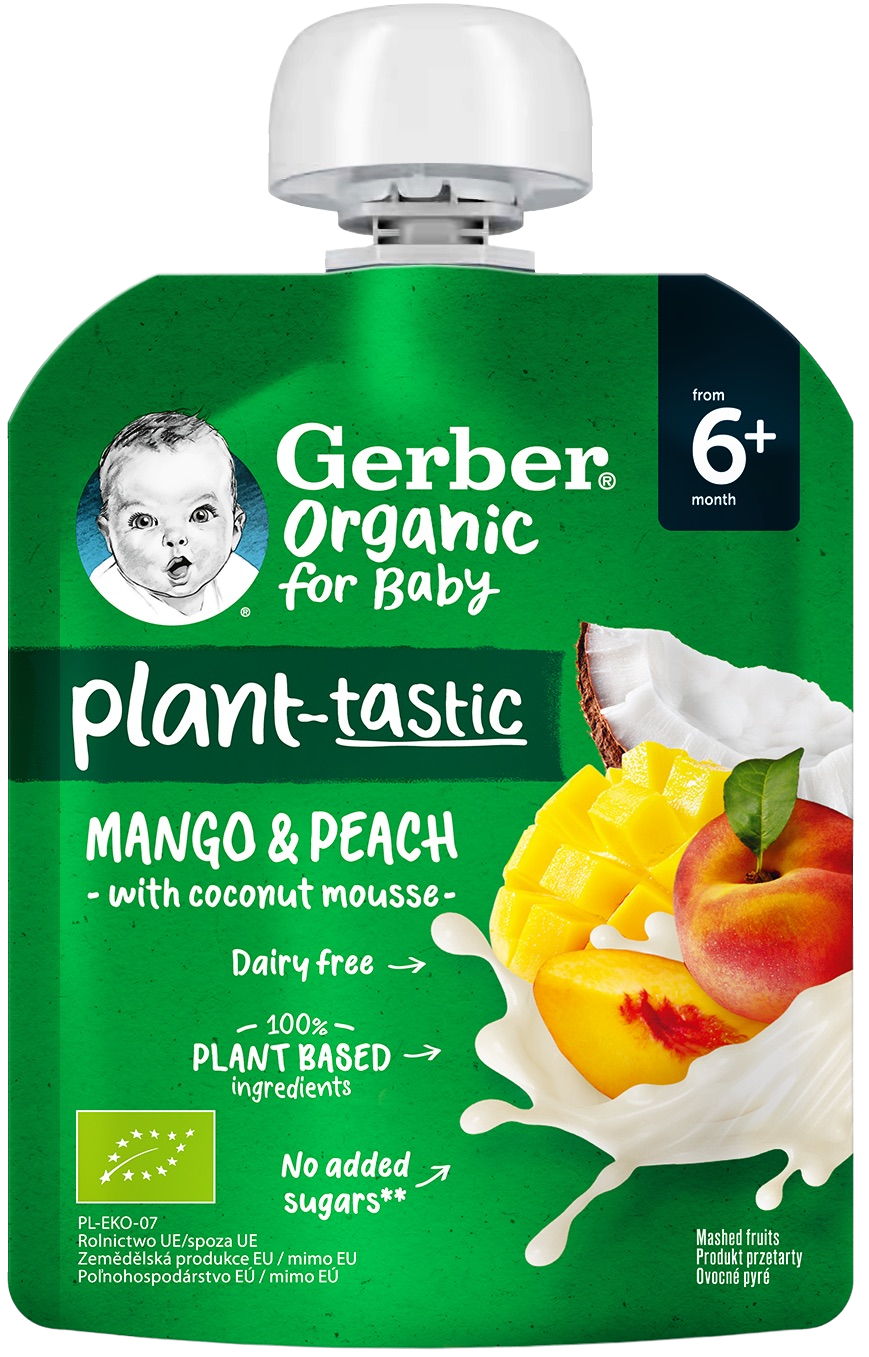 from
6+
month
Gerber®
Organic
for Baby
®
plant-tastic
MANGO & PEACH
- with coconut mousse -
Dairy free
100%
PLANT BASED
ingredients
No added
sugars**
PL-EKO-07
Rolnictwo UE/spoza UE
Zemědělská produkce EU / mimo EU
Poľnohospodárstvo EÚ / mimo EÚ
Mashed fruits
Produkt przetarty
Ovocné pyré